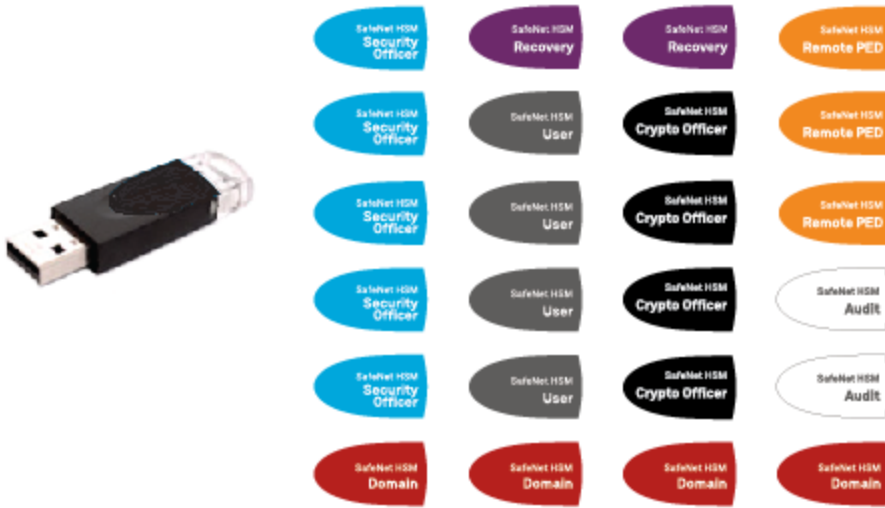 SafeNet HSM
Security
Officer
SafeNet HSM
Recovery
SafeNet HSM
Recovery
SafeNet HSM
Remote PED
SafeNet HSM
Security
Officer
SafeNet HSM
User
SafeNet HSM
Crypto Officer
SafeNet HSM
Remote PED
SafeNet HSM
Security
Officer
SafeNet HSM
User
SafeNet HSM
Crypto Officer
SafeNet HSM
Remote PED
SafeNet HSM
Security
Officer
SafeNet HSM
User
SafeNet HSM
Crypto Officer
SafeNet HSM
Audit
SafeNet HSM
Security
Officer
SafeNet HSM
User
SafeNet HSM
Crypto Officer
SafeNet HSM
Audit
SafeNet HSM
Domain
SafeNet HSM
Domain
SafeNet HSM
Domain
SafeNet HSM
Domain